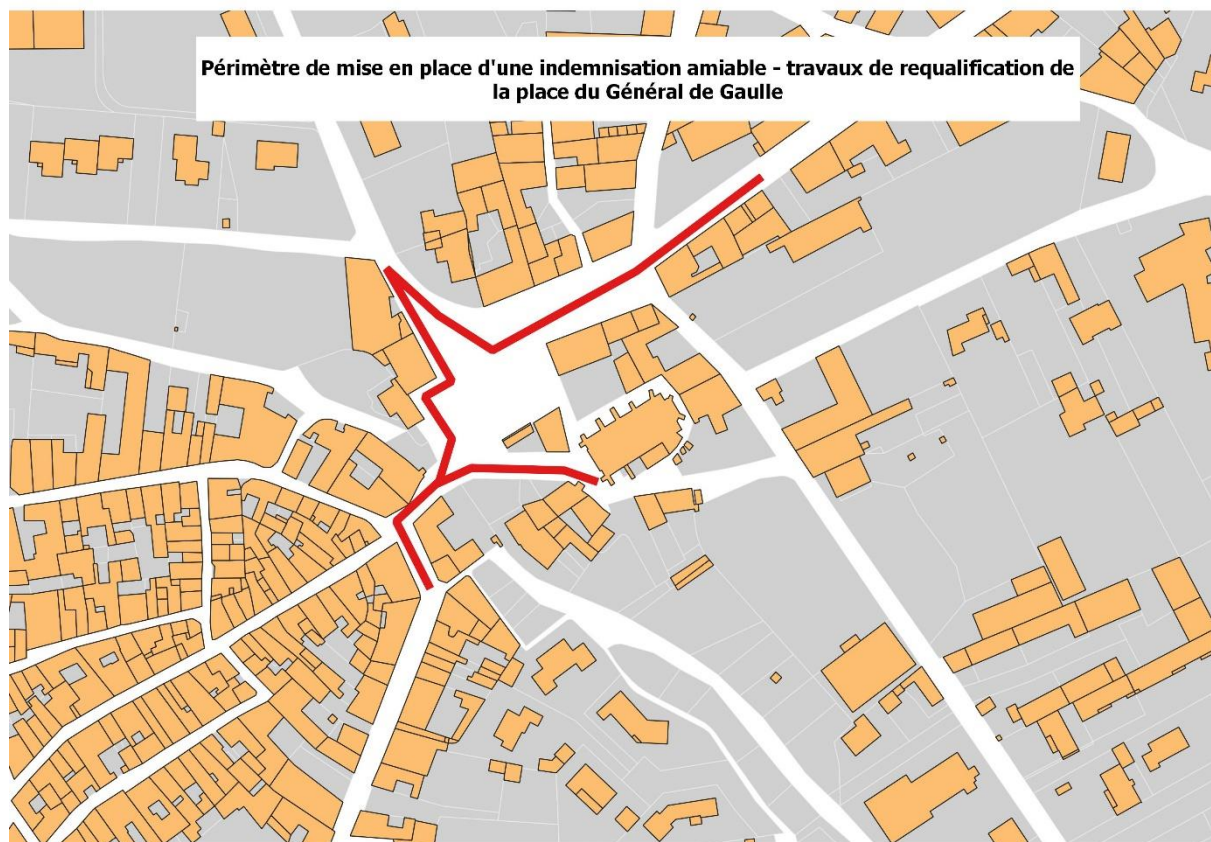 Périmètre de mise en place d'une indemnisation amiable - travaux de requalification de
la place du Général de Gaulle